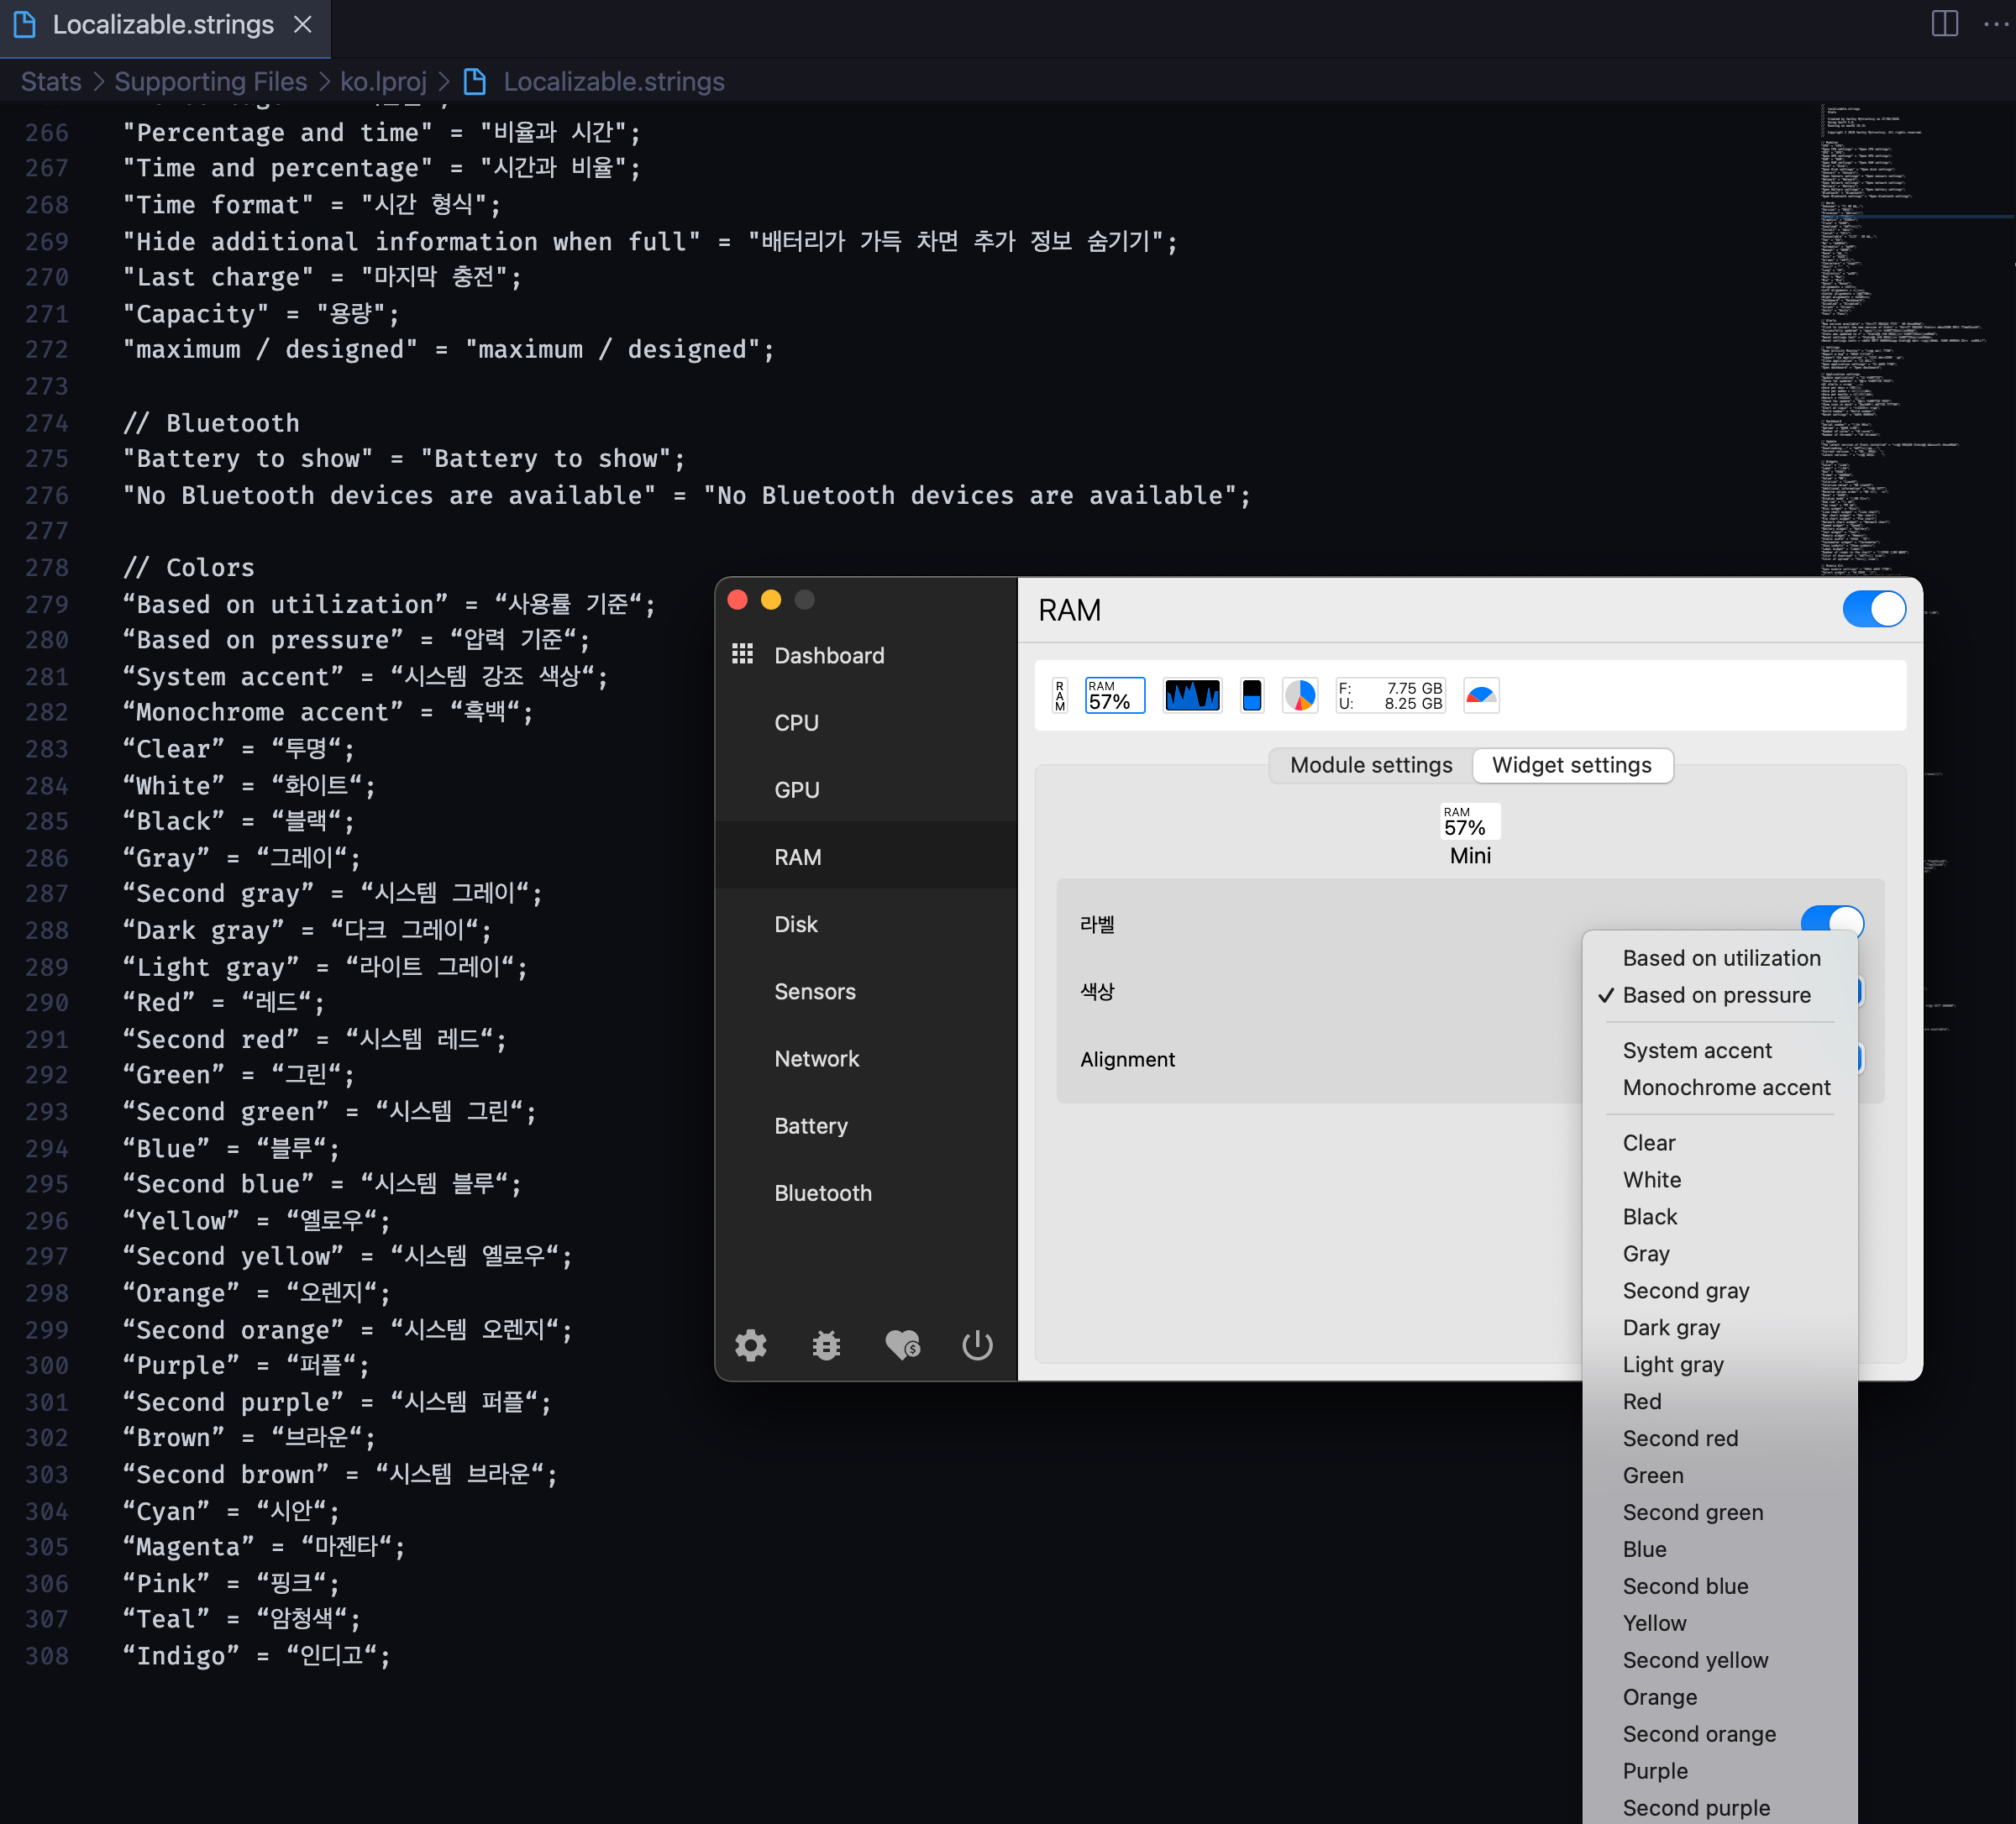 Localizable.strings
Stats > Supporting Files > ko.lproj > Localizable.strings
266 "Percentage and time" = "비율과 시간";
267 "Time and percentage" = "시간과 비율";
268 "Time format" = "시간 형식";
269 "Hide additional information when full" = "배터리가 가득 차면 추가 정보 숨기기";
270 "Last charge" = "마지막 충전";
271 "Capacity" = "용량";
272 "maximum / designed" = "maximum / designed";
273
274 // Bluetooth
275 "Battery to show" = "Battery to show";
276 "No Bluetooth devices are available" = "No Bluetooth devices are available";
277
278 // Colors
279 “Based on utilization” = “사용률 기준“;
280 “Based on pressure” = “압력 기준“;
281 “System accent” = “시스템 강조 색상“;
282 “Monochrome accent” = “흑백“;
283 “Clear” = “투명“;
284 “White” = “화이트“;
285 “Black” = “블랙“;
286 “Gray” = “그레이“;
287 “Second gray” = “시스템 그레이“;
288 “Dark gray” = “다크 그레이“;
289 “Light gray” = “라이트 그레이“;
290 “Red” = “레드“;
291 “Second red” = “시스템 레드“;
292 “Green” = “그린“;
293 “Second green” = “시스템 그린“;
294 “Blue” = “블루“;
295 “Second blue” = “시스템 블루“;
296 “Yellow” = “옐로우“;
297 “Second yellow” = “시스템 옐로우“;
298 “Orange” = “오렌지“;
299 “Second orange” = “시스템 오렌지“;
300 “Purple” = “퍼플“;
301 “Second purple” = “시스템 퍼플“;
302 “Brown” = “브라운“;
303 “Second brown” = “시스템 브라운“;
304 “Cyan” = “시안“;
305 “Magenta” = “마젠타“;
306 “Pink” = “핑크“;
307 “Teal” = “암청색“;
308 “Indigo” = “인디고“;
Dashboard
CPU
GPU
RAM
Disk
Sensors
Network
Battery
Bluetooth
RAM
RAM
RAM
57%
F: 7.75 GB
U: 8.25 GB
Module settings
Widget settings
RAM
57%
Mini
라벨
색상
Alignment
Based on utilization
✓ Based on pressure
System accent
Monochrome accent
Clear
White
Black
Gray
Second gray
Dark gray
Light gray
Red
Second red
Green
Second green
Blue
Second blue
Yellow
Second yellow
Orange
Second orange
Purple
Second purple